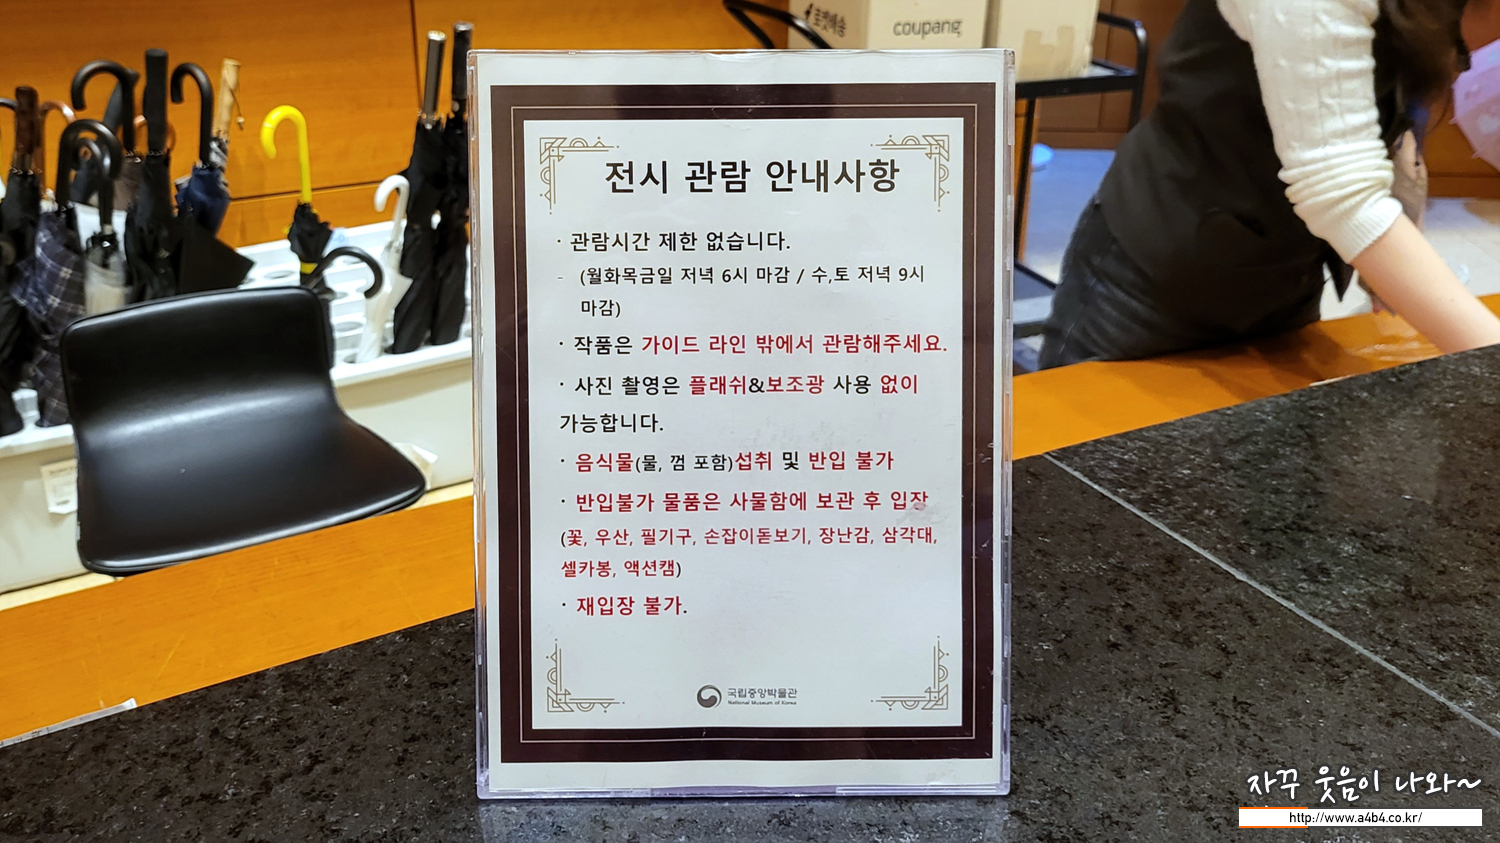 로켓배송
coupang
전시 관람 안내사항
· 관람시간 제한 없습니다.
- (월화목금일 저녁 6시 마감 / 수,토 저녁 9시
마감)
· 작품은 가이드 라인 밖에서 관람해주세요.
· 사진 촬영은 플래쉬&보조광 사용 없이
가능합니다.
· 음식물(물, 껌 포함)섭취 및 반입 불가
· 반입불가 물품은 사물함에 보관 후 입장
(꽃, 우산, 필기구, 손잡이돋보기, 장난감, 삼각대,
셀카봉, 액션캠)
· 재입장 불가.
국립중앙박물관
National Museum of Korea
자꾸 웃음이 나와~
http://www.a4b4.co.kr/